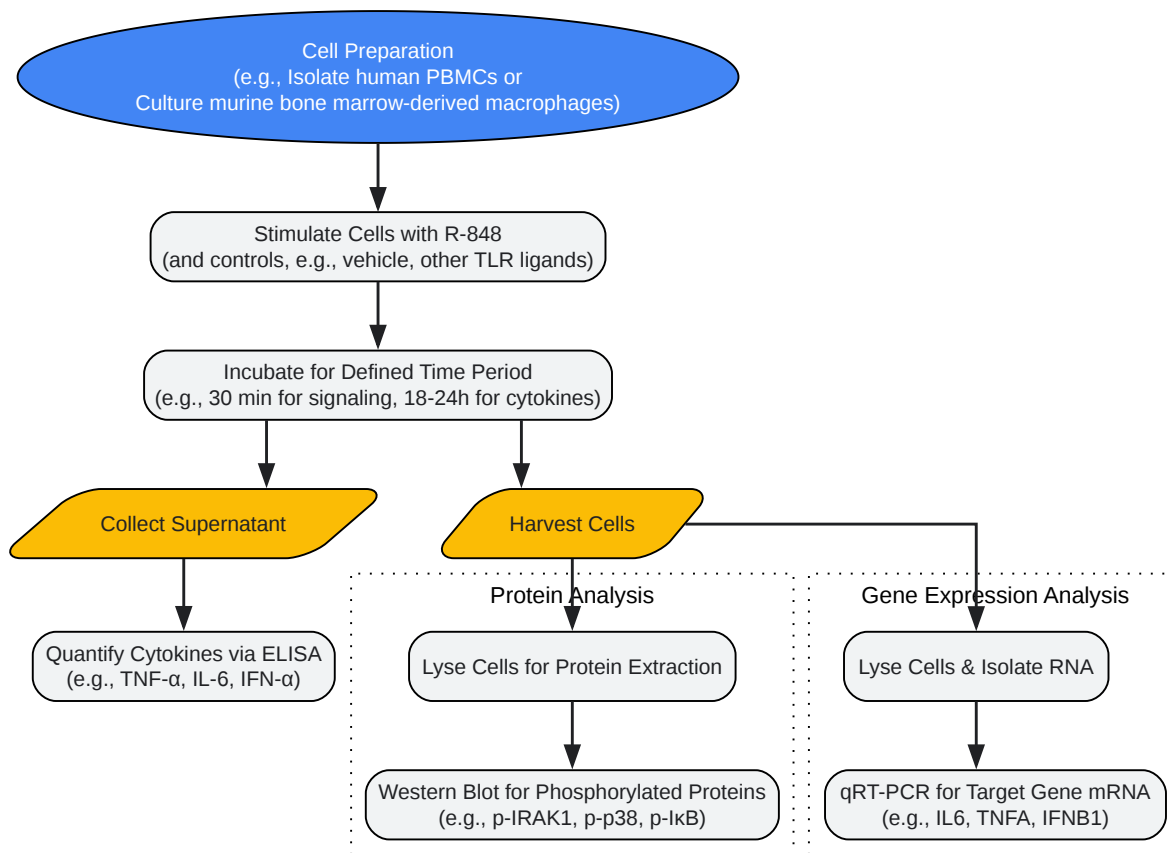 Cell Preparation
(e.g., Isolate human PBMCs or
Culture murine bone marrow-derived macrophages)
Stimulate Cells with R-848
(and controls, e.g., vehicle, other TLR ligands)
Incubate for Defined Time Period
(e.g., 30 min for signaling, 18-24h for cytokines)
Collect Supernatant
Harvest Cells
Quantify Cytokines via ELISA
(e.g., TNF-α, IL-6, IFN-α)
Protein Analysis
Lyse Cells for Protein Extraction
Western Blot for Phosphorylated Proteins
(e.g., p-IRAK1, p-p38, p-IκB)
Gene Expression Analysis
Lyse Cells & Isolate RNA
qRT-PCR for Target Gene mRNA
(e.g., IL6, TNFA, IFNB1)